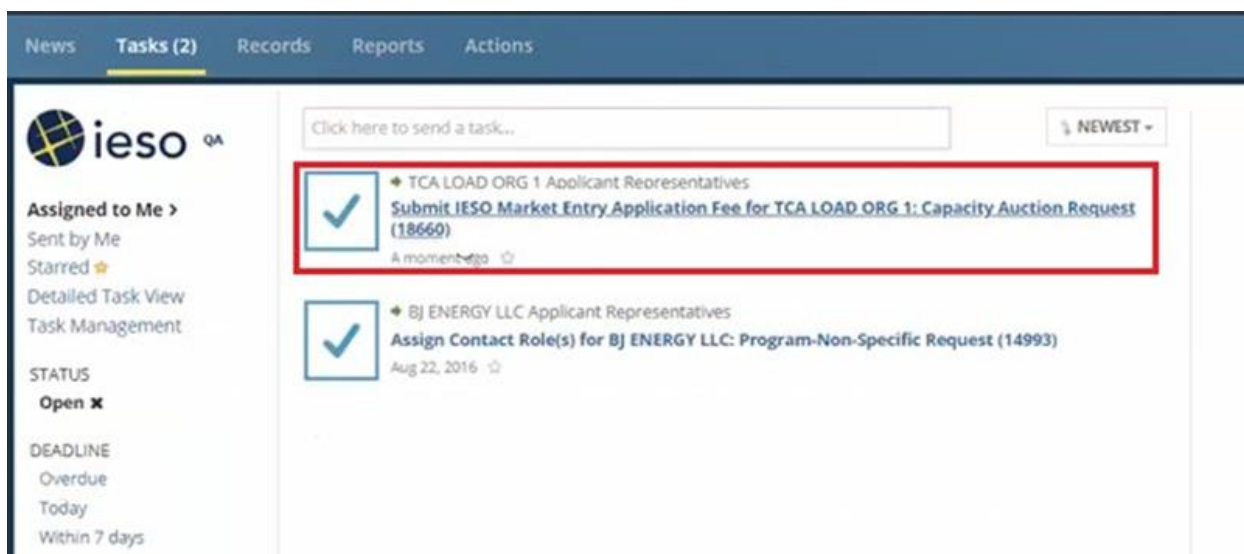 News Tasks (2) Records Reports Actions
ieso QA
Click here to send a task...
NEWEST
Assigned to Me >
Sent by Me
Starred
Detailed Task View
Task Management
STATUS
Open ✖
DEADLINE
Overdue
Today
Within 7 days
TCA LOAD ORG 1 Applicant Representatives
Submit IESO Market Entry Application Fee for TCA LOAD ORG 1: Capacity Auction Request
(18660)
A moment ago
BJ ENERGY LLC Applicant Representatives
Assign Contact Role(s) for BJ ENERGY LLC: Program-Non-Specific Request (14993)
Aug 22, 2016